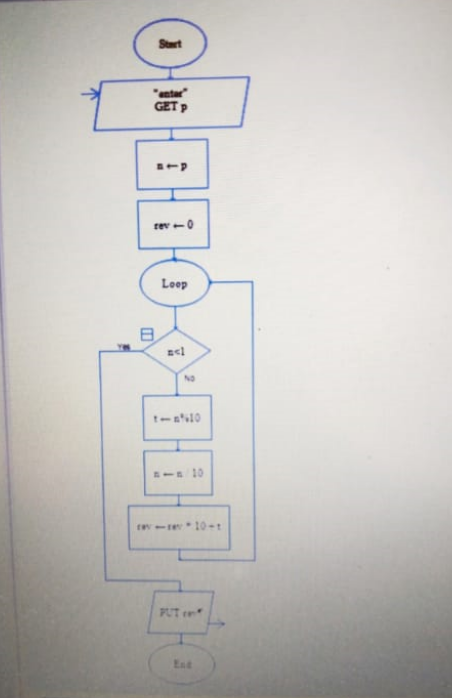 Start
"enter"
GET p
n ← p
rev ← 0
Loop
n<1
Yes
No
t ← n%10
n ← n / 10
rev ← rev * 10 + t
PUT rev¶
End